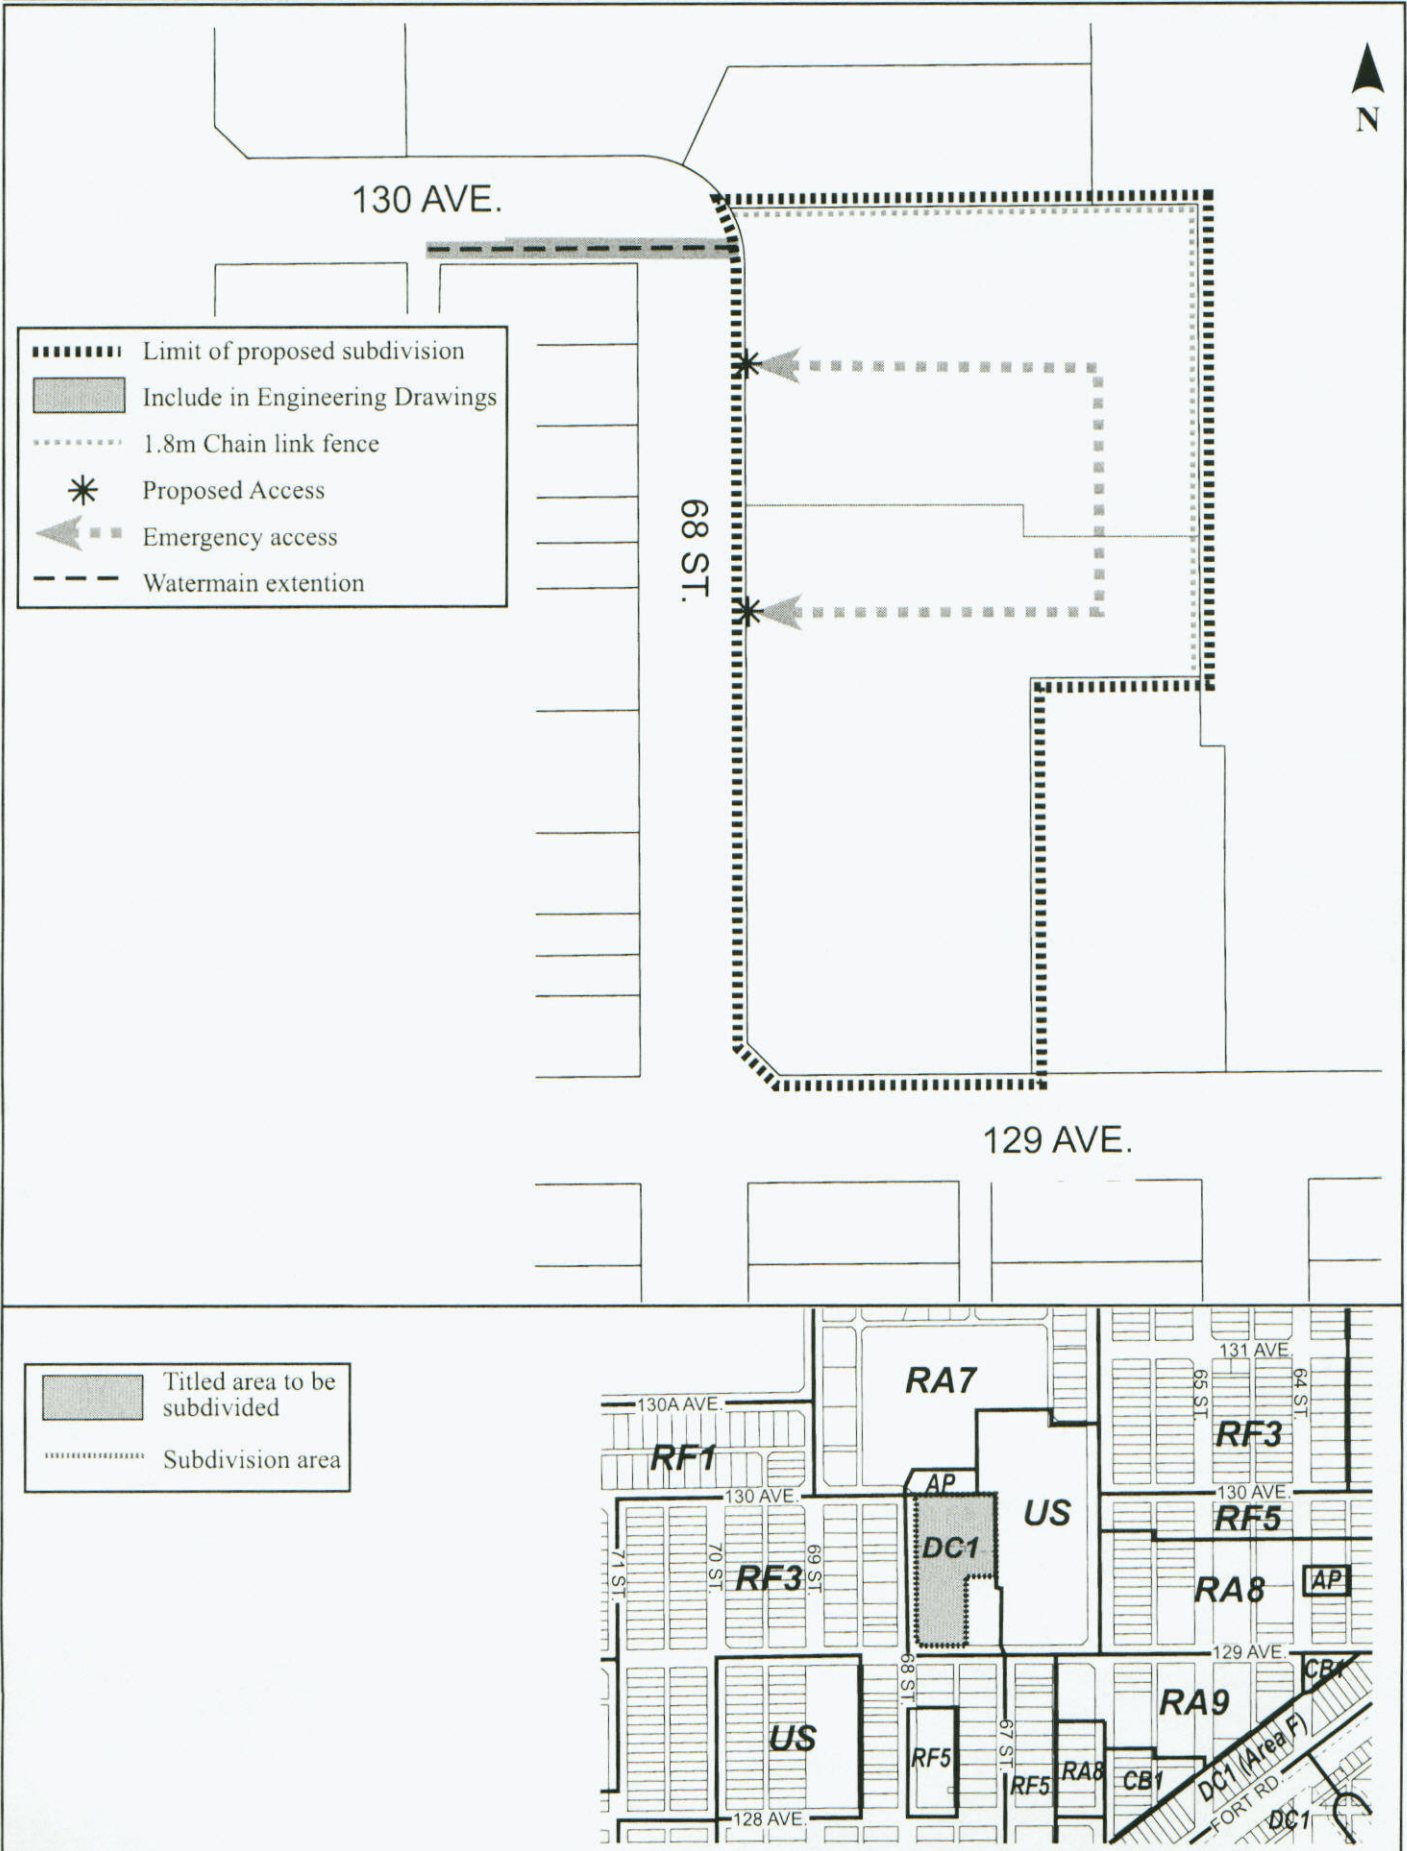 N
130 AVE.
Limit of proposed subdivision
Include in Engineering Drawings
1.8m Chain link fence
Proposed Access
Emergency access
Watermain extention
68 ST.
129 AVE.
Titled area to be
subdivided
Subdivision area
RA7
131 AVE.
65 ST.
64 ST.
130A AVE.
RF3
RF1
AP
130 AVE.
130 AVE.
US
RF5
DC1
71 ST.
70 ST.
RF3
69 ST.
RA8
AP
129 AVE.
68 ST.
CB1
RA9
US
67 ST.
RF5
RF5
RA8
CB1
DC1 (Area F)
FORT RD.
DC1
128 AVE.